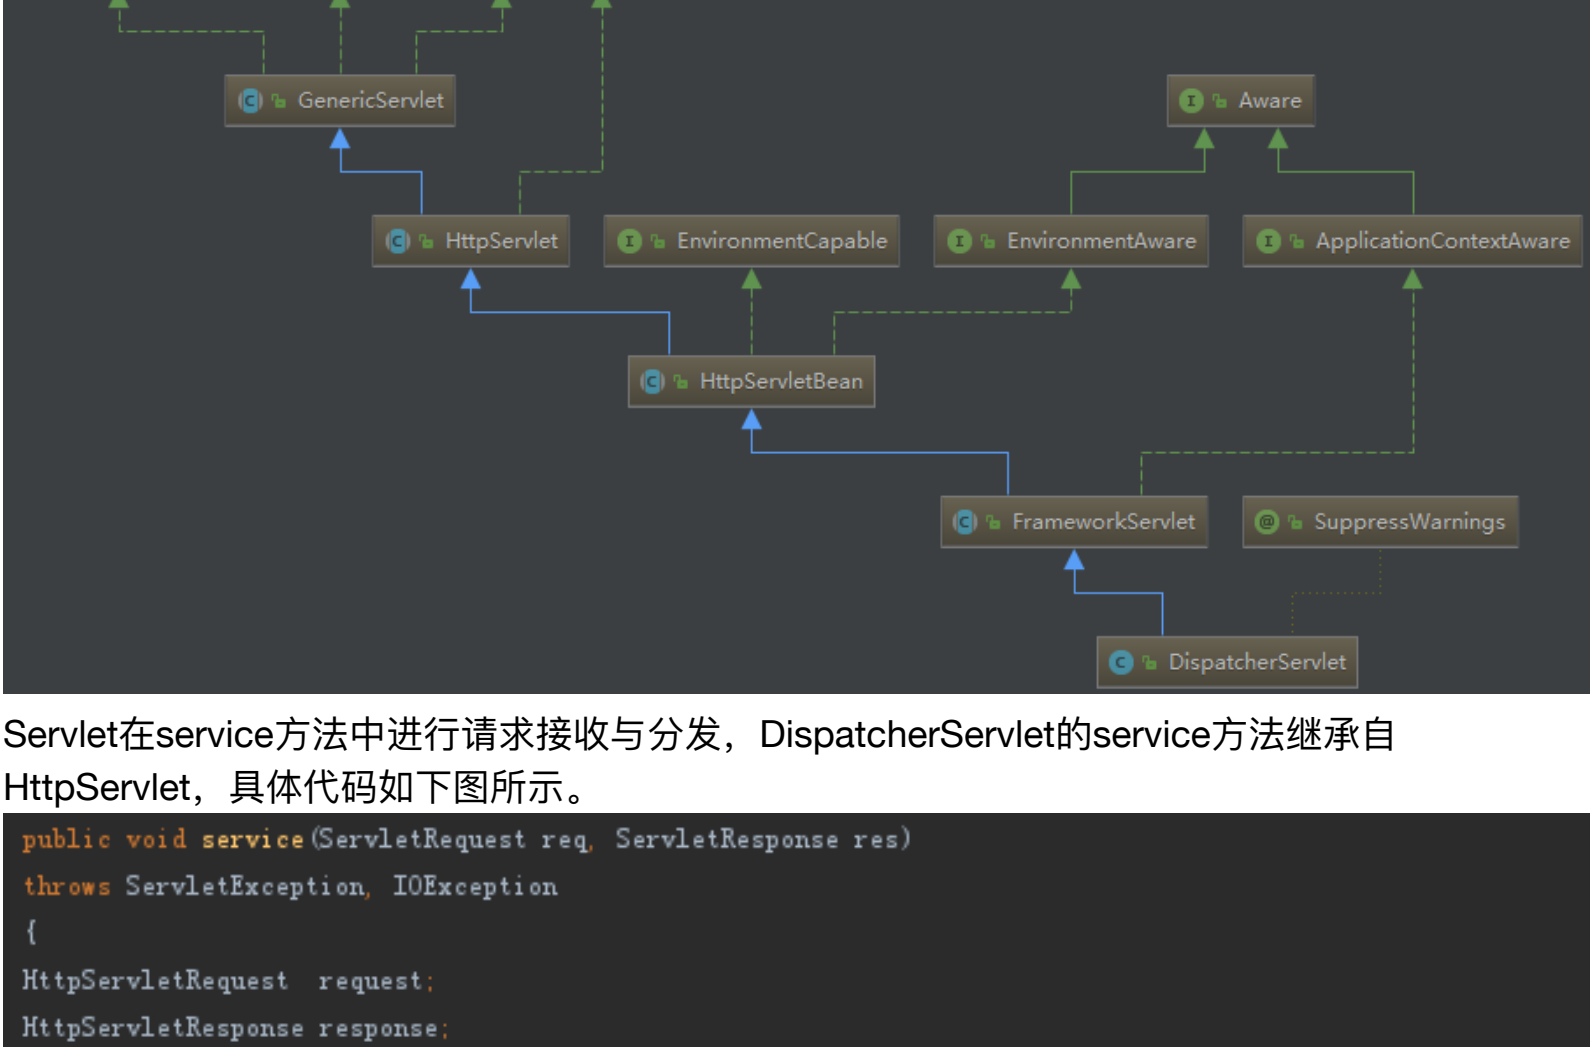 GenericServlet
Aware
HttpServlet
EnvironmentCapable
EnvironmentAware
ApplicationContextAware
HttpServletBean
FrameworkServlet
SuppressWarnings
DispatcherServlet
Servlet在service方法中进行请求接收与分发，DispatcherServlet的service方法继承自
HttpServlet，具体代码如下图所示。
public void service(ServletRequest req, ServletResponse res)
throws ServletException, IOException
{
HttpServletRequest request;
HttpServletResponse response;